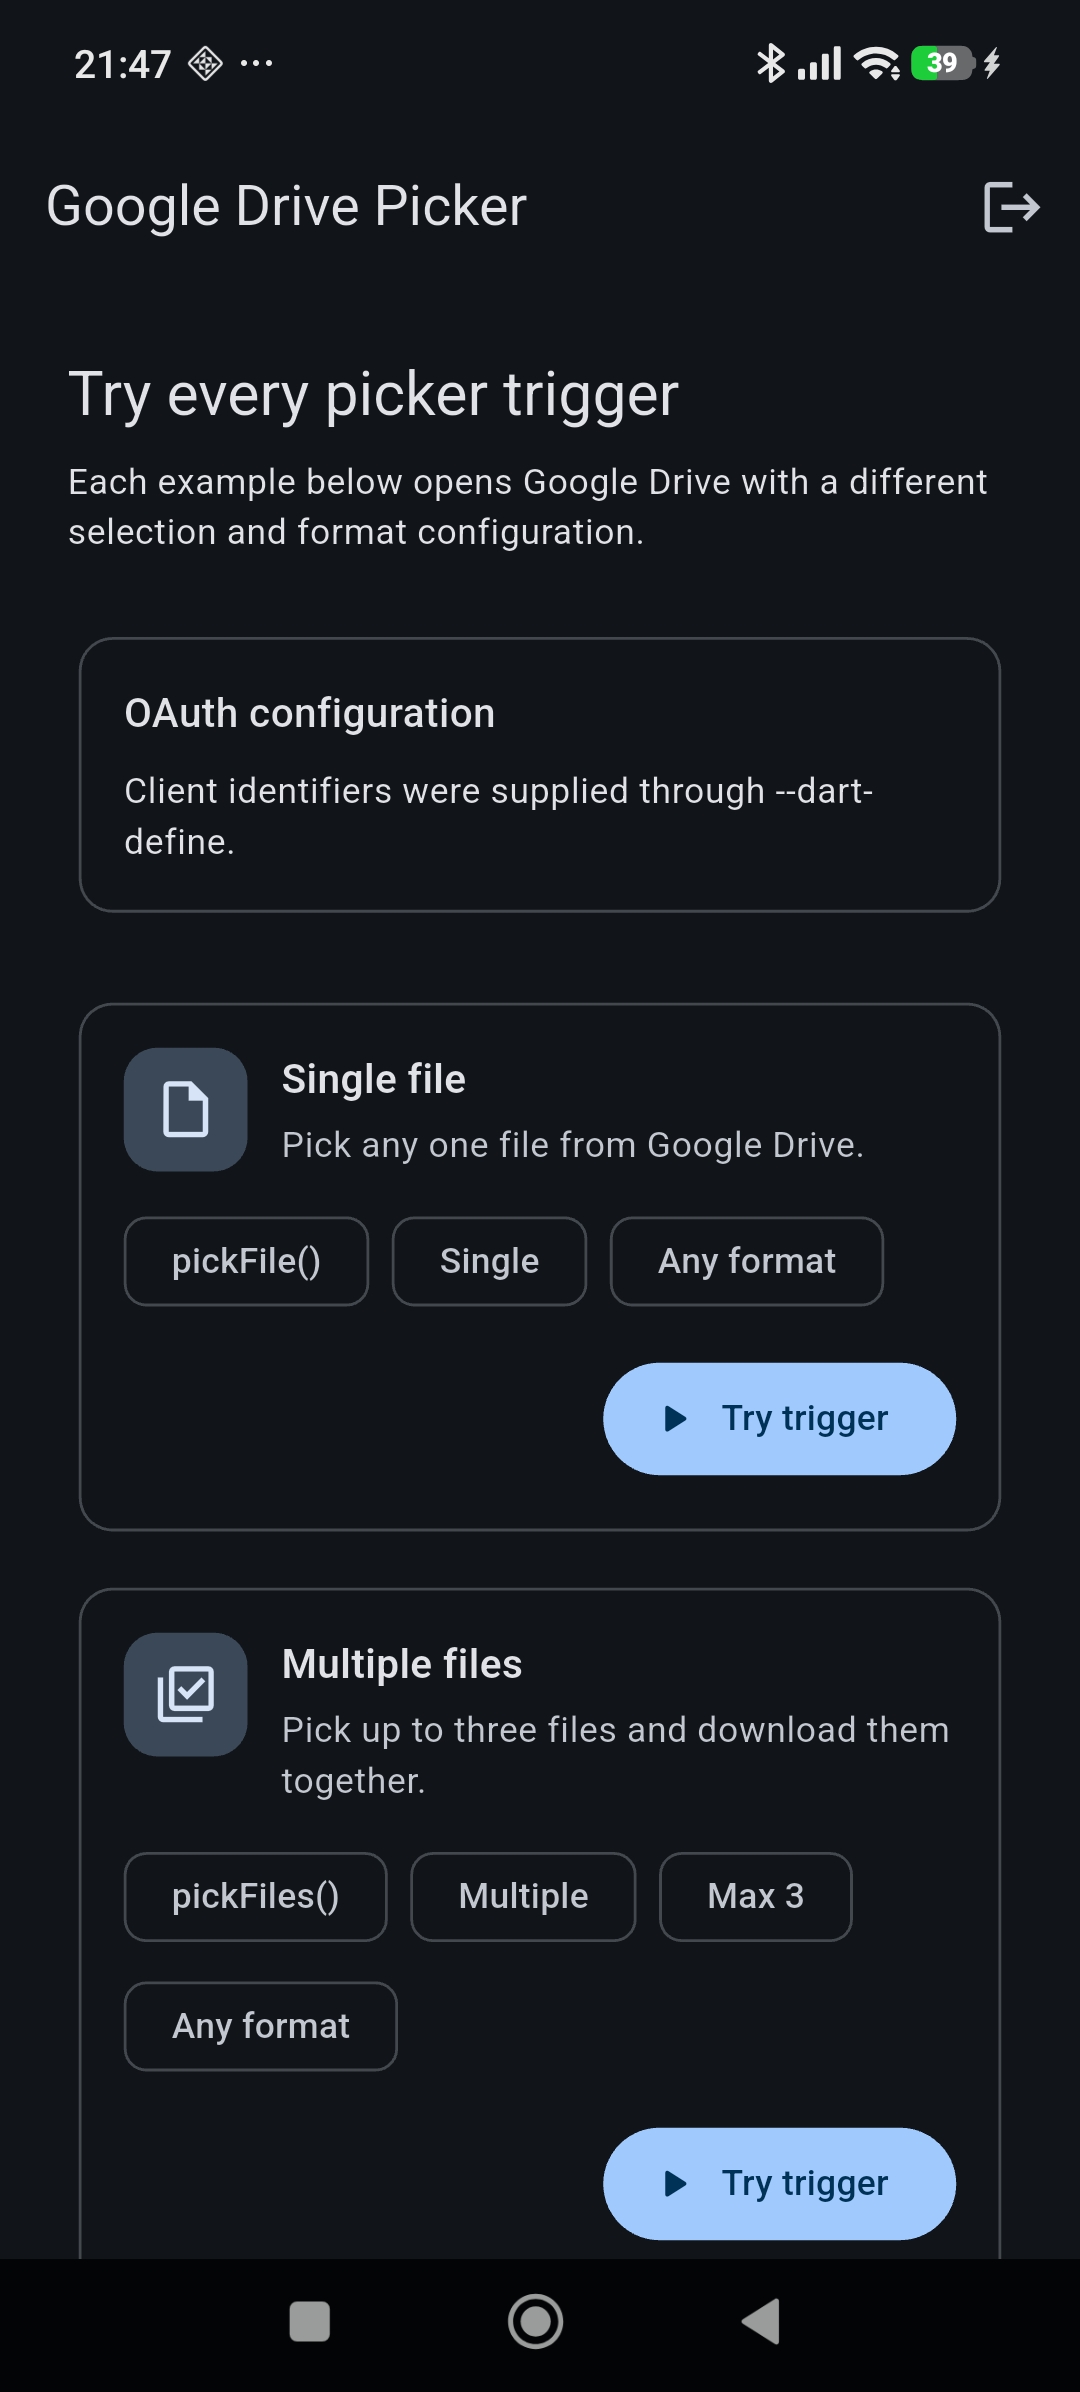 21:47
39
Google Drive Picker
Try every picker trigger
Each example below opens Google Drive with a different
selection and format configuration.
OAuth configuration
Client identifiers were supplied through --dart-
define.
Single file
Pick any one file from Google Drive.
pickFile() Single Any format
Try trigger
Multiple files
Pick up to three files and download them
together.
pickFiles() Multiple Max 3
Any format
Try trigger